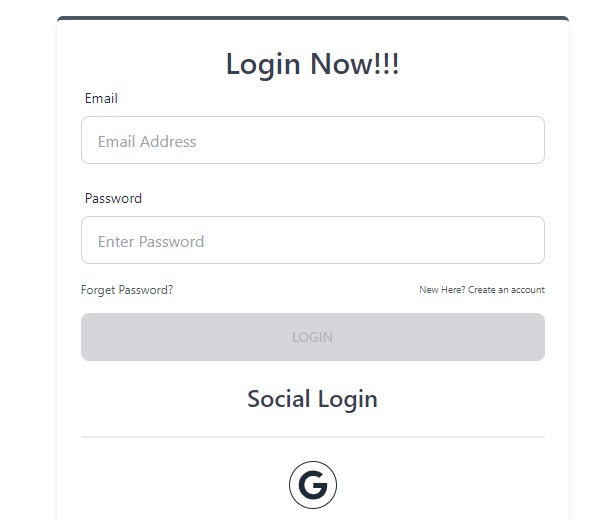 Login Now!!!
Email
Email Address
Password
Enter Password
Forget Password? New Here? Create an account
LOGIN
Social Login
G